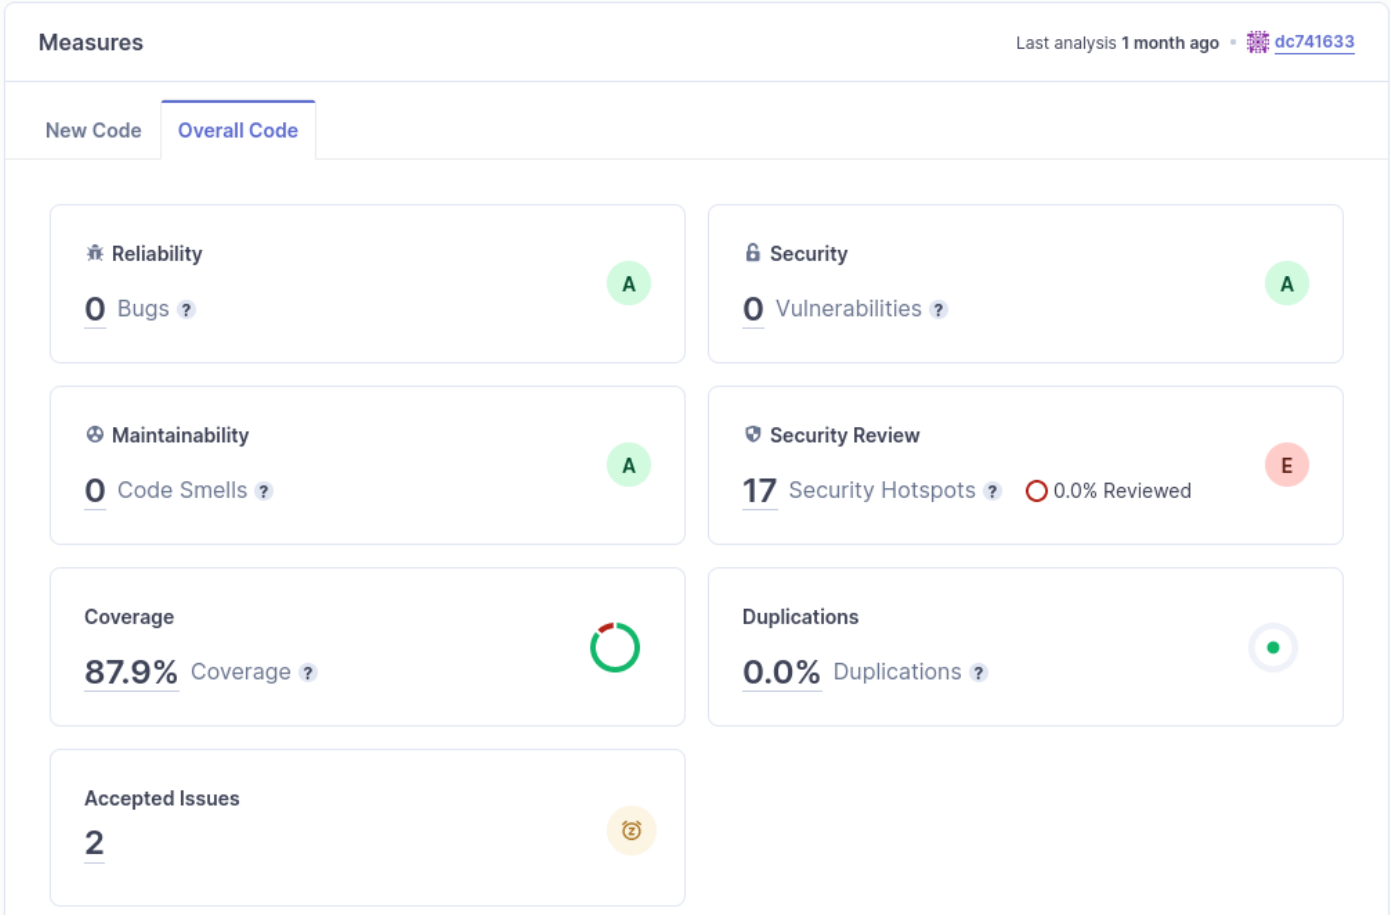 Measures
Last analysis 1 month ago • dc741633
New Code
Overall Code
Reliability
A
0 Bugs ?
Security
A
0 Vulnerabilities ?
Maintainability
A
0 Code Smells ?
Security Review
E
17 Security Hotspots ? 0.0% Reviewed
Coverage
87.9% Coverage ?
Duplications
0.0% Duplications ?
Accepted Issues
z
2